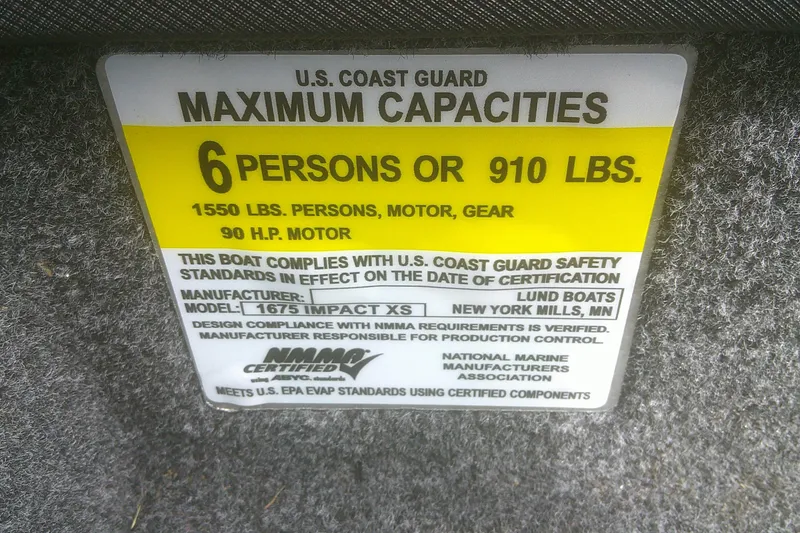 U.S. COAST GUARD
MAXIMUM CAPACITIES
6 PERSONS OR 910 LBS.
1550 LBS. PERSONS, MOTOR, GEAR
90 H.P. MOTOR
THIS BOAT COMPLIES WITH U.S. COAST GUARD SAFETY
STANDARDS IN EFFECT ON THE DATE OF CERTIFICATION
MANUFACTURER: LUND BOATS
MODEL: 1675 IMPACT XS NEW YORK MILLS, MN
DESIGN COMPLIANCE WITH NMMA REQUIREMENTS IS VERIFIED.
MANUFACTURER RESPONSIBLE FOR PRODUCTION CONTROL.
NMMA
CERTIFIED
using ABYC. standards
NATIONAL MARINE
MANUFACTURERS
ASSOCIATION
MEETS U.S. EPA EVAP STANDARDS USING CERTIFIED COMPONENTS